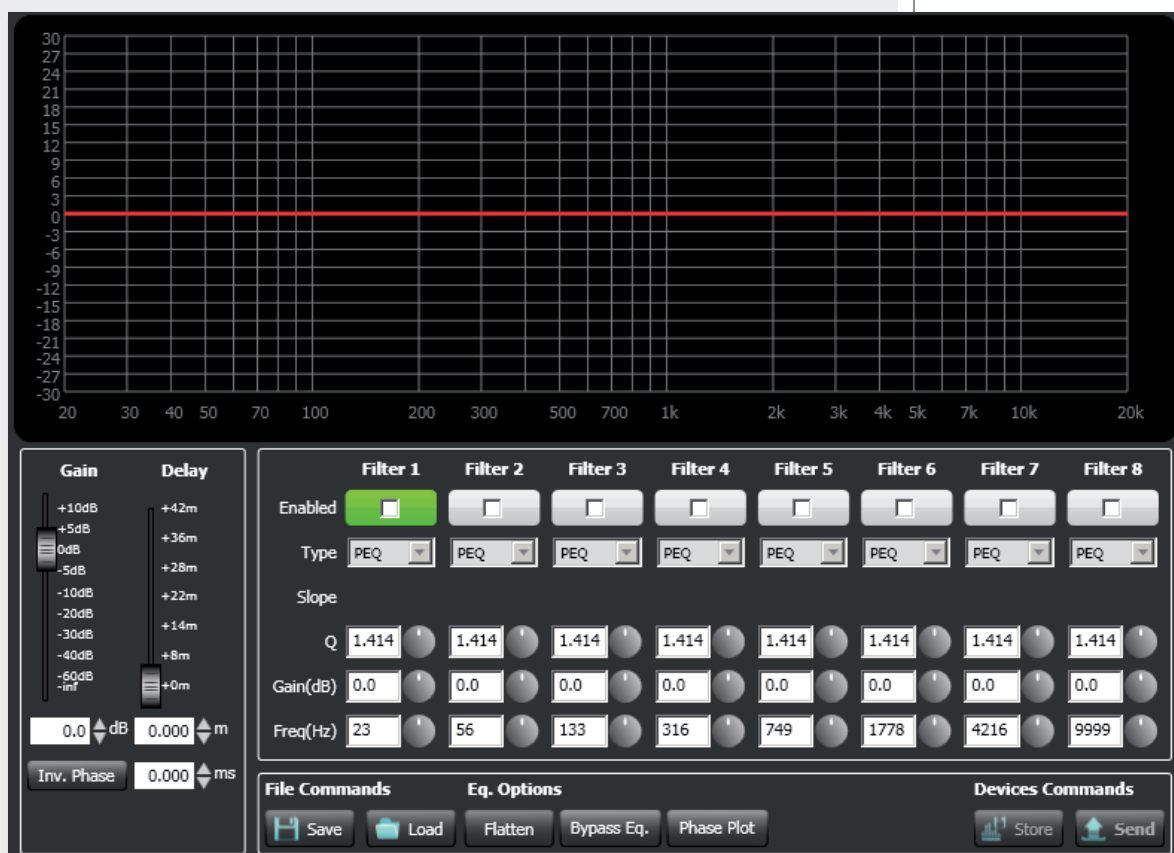 30
27
24
21
18
15
12
9
6
3
0
-3
-6
-9
-12
-15
-18
-21
-24
-27
-30
20 30 40 50 70 100 200 300 500 700 1k 2k 3k 4k 5k 7k 10k 20k
Gain Delay
+10dB +42m
+5dB +36m
0dB
-5dB +28m
-10dB +22m
-20dB +14m
-30dB
-40dB +8m
-60dB +0m
-inf
0.0 dB 0.000 m
Inv. Phase 0.000 ms
Filter 1 Filter 2 Filter 3 Filter 4 Filter 5 Filter 6 Filter 7 Filter 8
Enabled
Type PEQ PEQ PEQ PEQ PEQ PEQ PEQ PEQ
Slope
Q 1.414 1.414 1.414 1.414 1.414 1.414 1.414 1.414
Gain(dB) 0.0 0.0 0.0 0.0 0.0 0.0 0.0 0.0
Freq(Hz) 23 56 133 316 749 1778 4216 9999
File Commands Eq. Options Devices Commands
Save Load Flatten Bypass Eq. Phase Plot Store Send